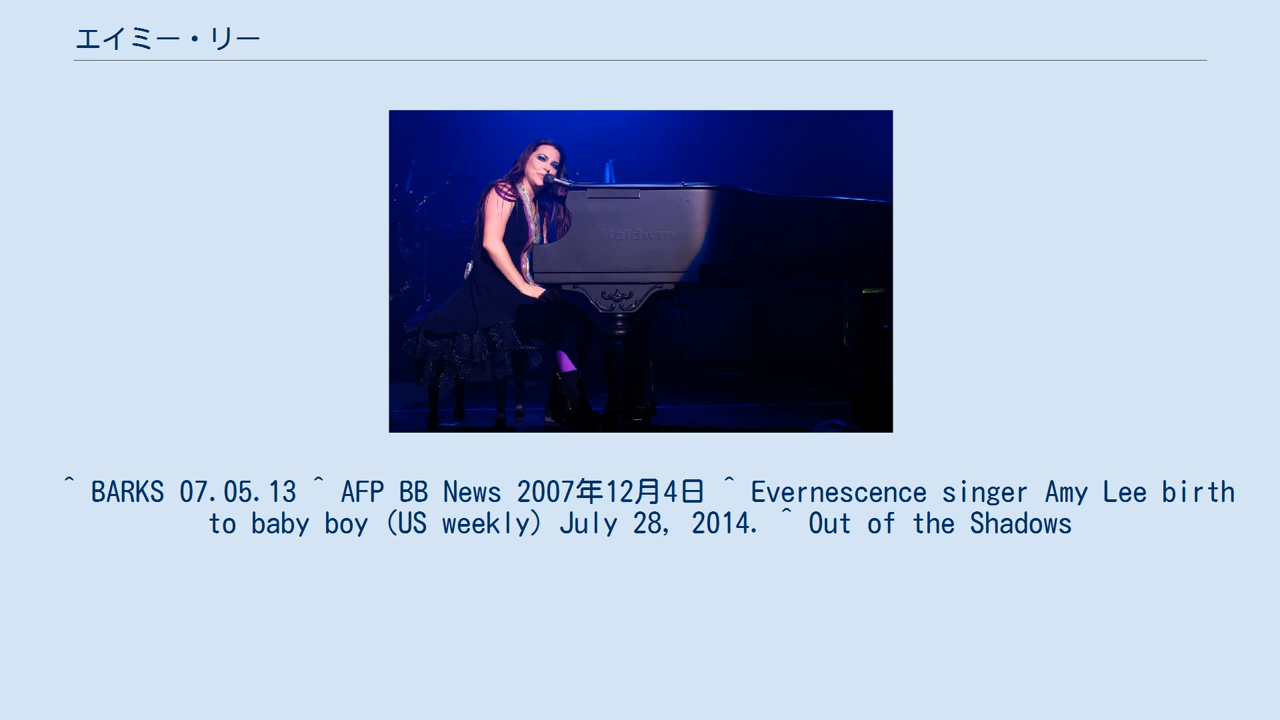 エイミー・リー
Baldwin
^ BARKS 07.05.13 ^ AFP BB News 2007年12月4日 ^ Evernescence singer Amy Lee birth
to baby boy (US weekly) July 28, 2014. ^ Out of the Shadows